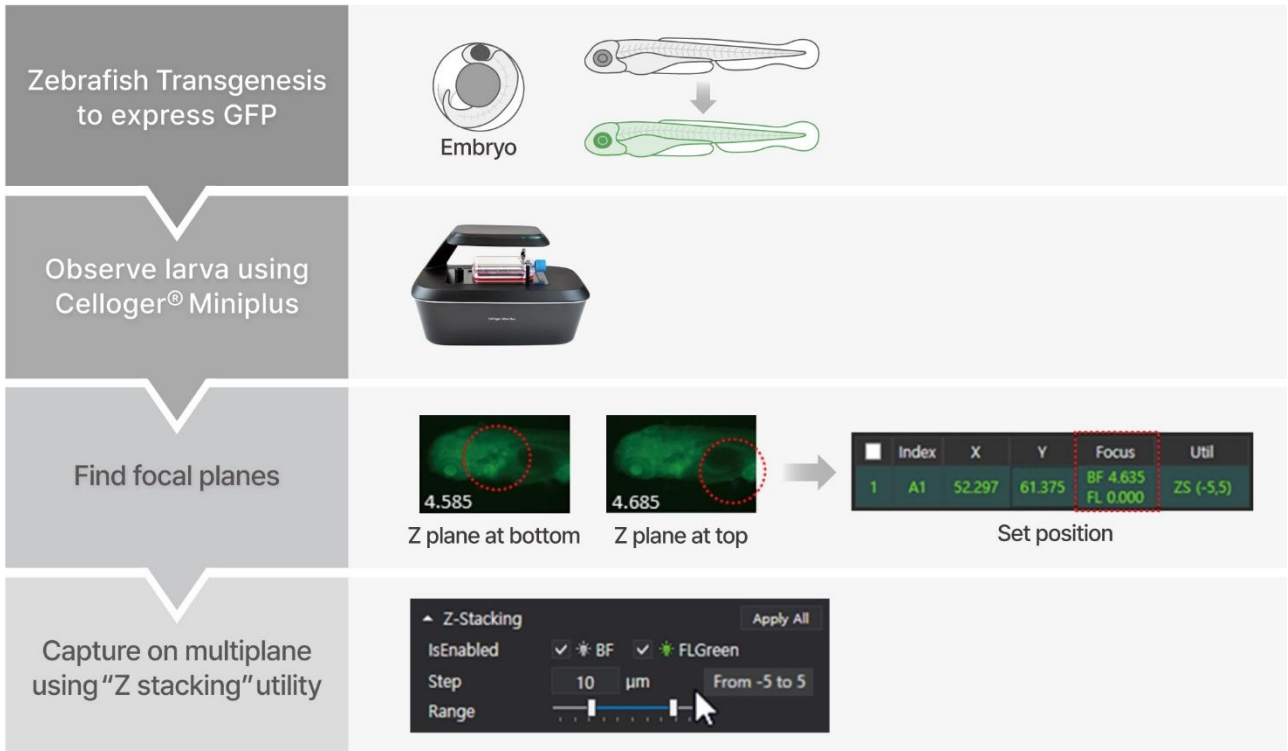 Zebrafish Transgenesis
to express GFP
Embryo
Observe larva using
Celloger® Miniplus
Find focal planes
4.585
Z plane at bottom
4.685
Z plane at top
Index X Y Focus Util
1 A1 52.297 61.375 BF 4.635 ZS (-5,5)
FL 0.000
Set position
Capture on multiplane
using "Z stacking" utility
Z-Stacking Apply All
IsEnabled BF FLGreen
Step 10 µm From -5 to 5
Range